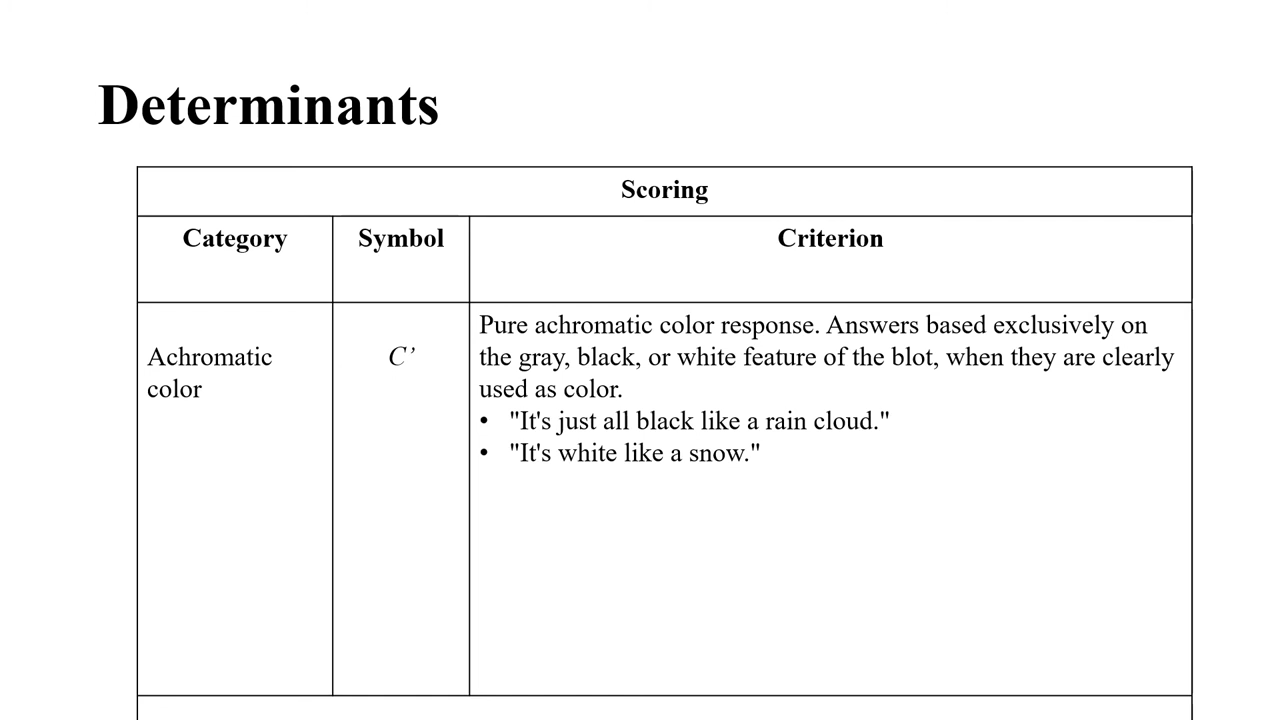 Determinants
Scoring
Category
Symbol
Criterion
Achromatic
color
C’
Pure achromatic color response. Answers based exclusively on
the gray, black, or white feature of the blot, when they are clearly
used as color.
• "It's just all black like a rain cloud."
• "It's white like a snow."